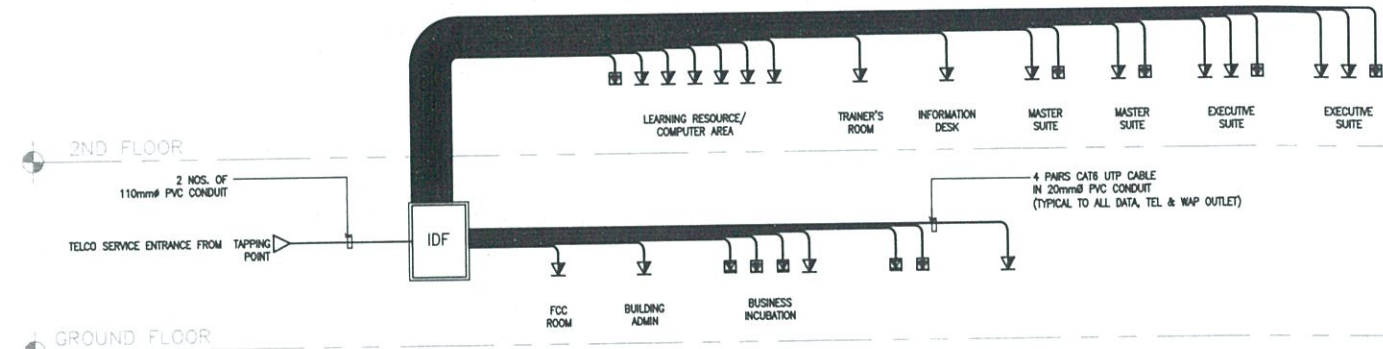 LEARNING RESOURCE/
COMPUTER AREA
TRAINER'S
ROOM
INFORMATION
DESK
MASTER
SUITE
MASTER
SUITE
EXECUTIVE
SUITE
EXECUTIVE
SUITE
2ND FLOOR
2 NOS. OF
110mmø PVC CONDUIT
4 PAIRS CAT6 UTP CABLE
IN 20mmØ PVC CONDUIT
(TYPICAL TO ALL DATA, TEL & WAP OUTLET)
TELCO SERVICE ENTRANCE FROM TAPPING
POINT
IDF
FCC
ROOM
BUILDING
ADMIN
BUSINESS
INCUBATION
GROUND FLOOR